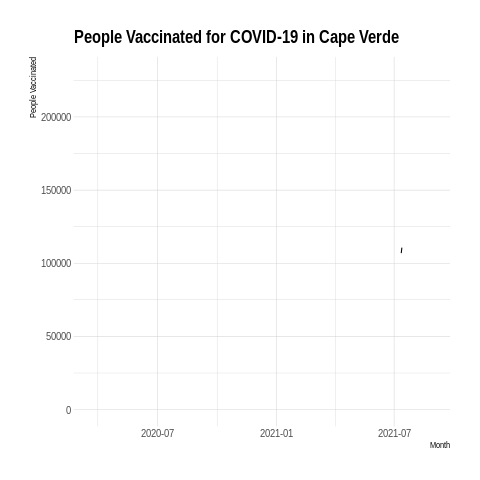 People Vaccinated for COVID-19 in Cape Verde
People Vaccinated
200000
150000
100000
50000
0
2020-07 2021-01 2021-07
Month